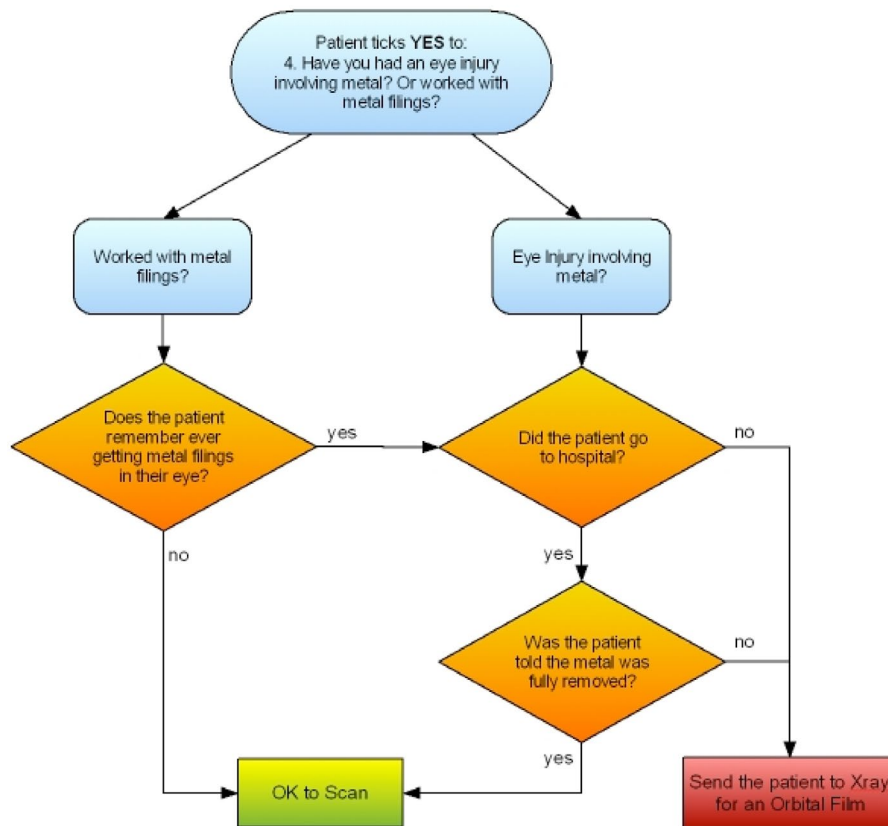 Patient ticks YES to:
4. Have you had an eye injury
involving metal? Or worked with
metal filings?
Worked with metal
filings?
Eye Injury involving
metal?
Does the patient
remember ever
getting metal filings
in their eye?
yes
Did the patient go
to hospital?
no
no
yes
Was the patient
told the metal was
fully removed?
no
yes
OK to Scan
Send the patient to Xray
for an Orbital Film